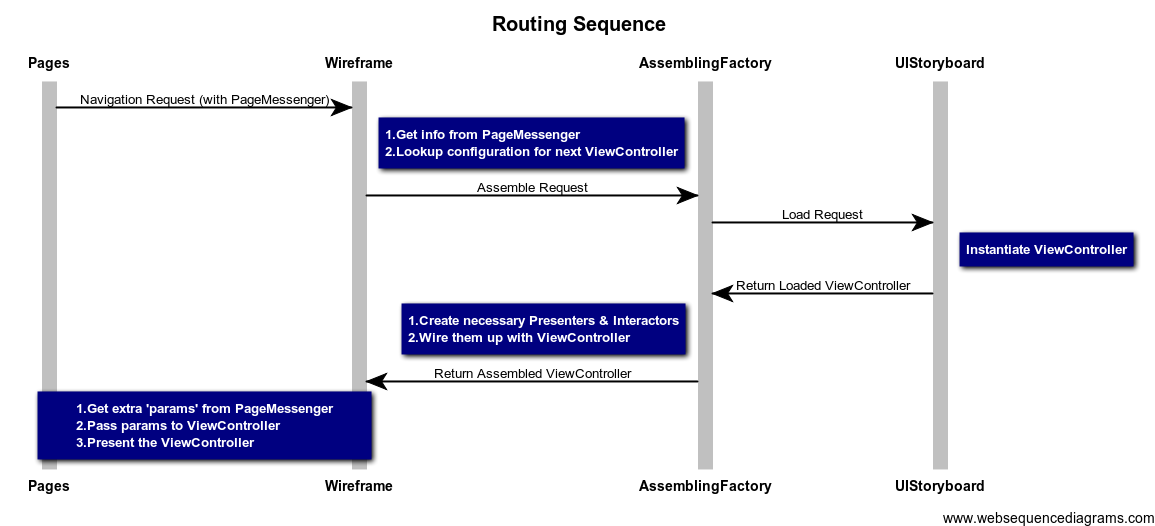 Routing Sequence
Pages
Wireframe
AssemblingFactory
UIStoryboard
Navigation Request (with PageMessenger)
1.Get info from PageMessenger
2.Lookup configuration for next ViewController
Assemble Request
Load Request
Instantiate ViewController
Return Loaded ViewController
1.Create necessary Presenters & Interactors
2.Wire them up with ViewController
Return Assembled ViewController
1.Get extra 'params' from PageMessenger
2.Pass params to ViewController
3.Present the ViewController
Pages
Wireframe
AssemblingFactory
UIStoryboard
www.websequencediagrams.com